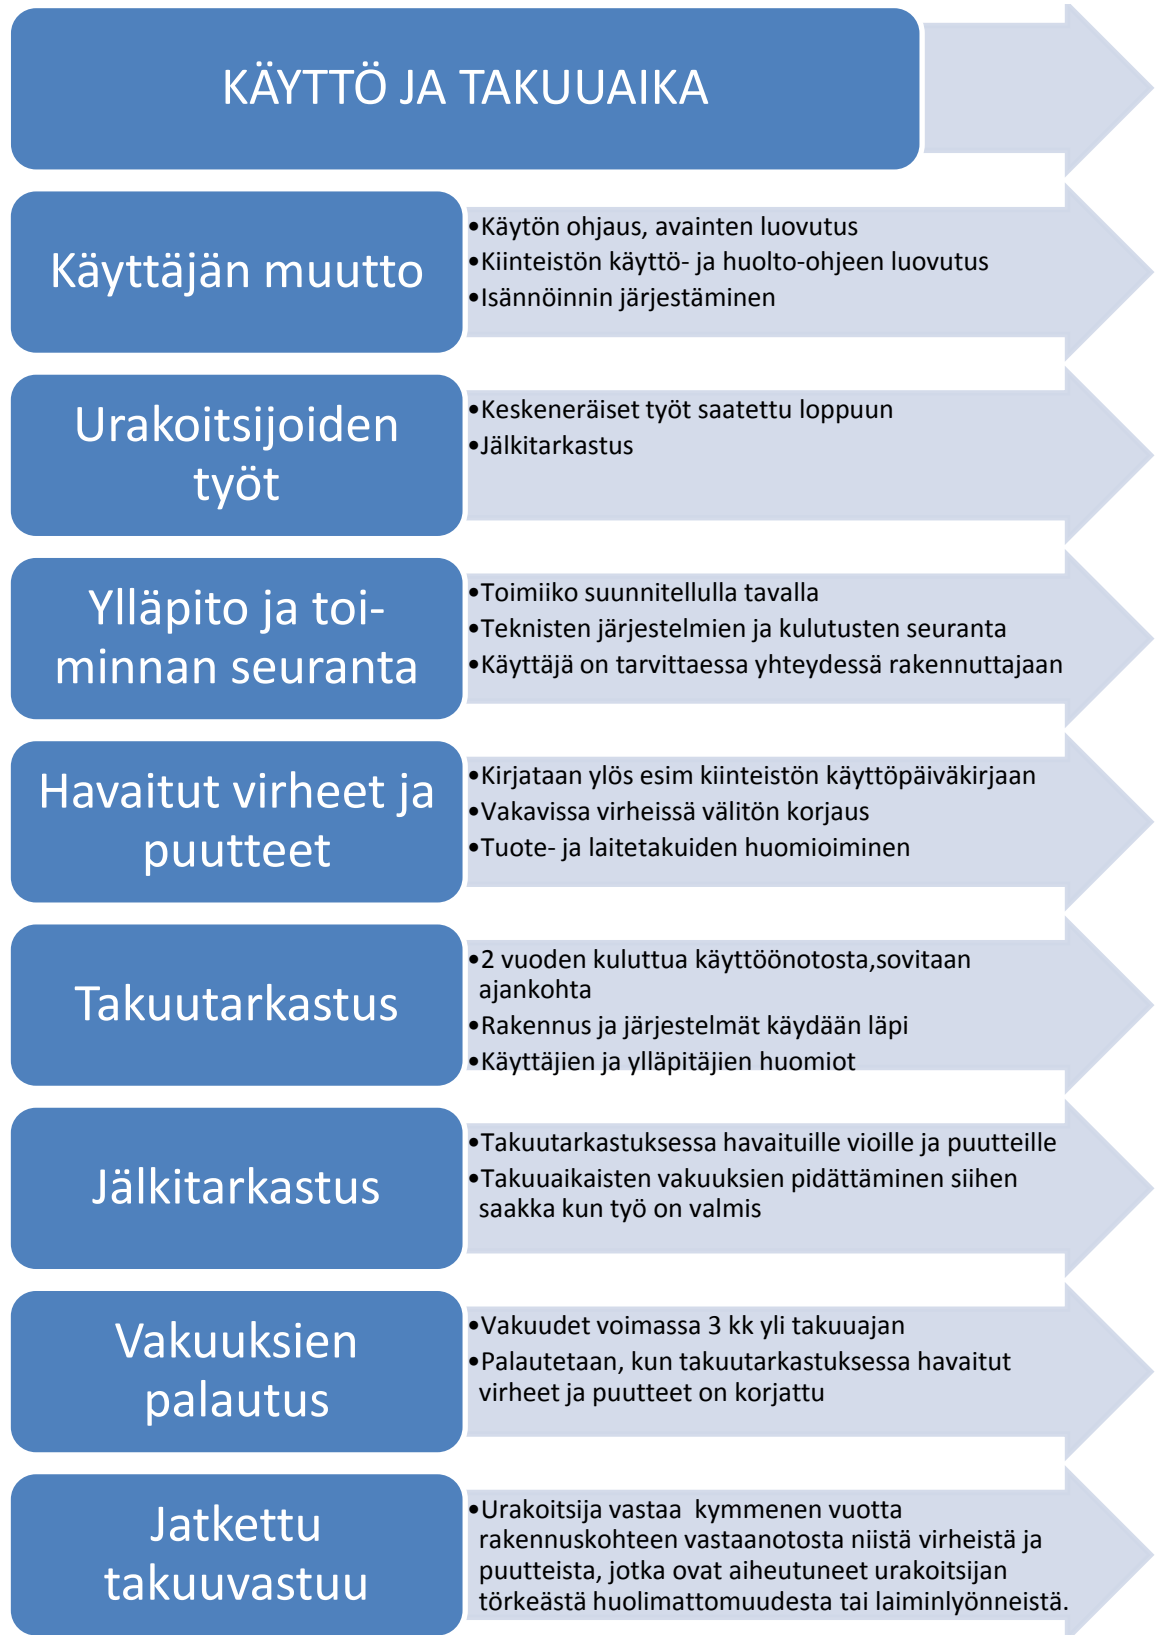 KÄYTTÖ JA TAKUUAIKA
Käyttäjän muutto
•Käytön ohjaus, avainten luovutus
•Kiinteistön käyttö- ja huolto-ohjeen luovutus
•Isännöinnin järjestäminen
Urakoitsijoiden
työt
•Keskeneräiset työt saatettu loppuun
•Jälkitarkastus
Ylläpito ja toi-
minnan seuranta
•Toimiiko suunnitellulla tavalla
•Teknisten järjestelmien ja kulutusten seuranta
•Käyttäjä on tarvittaessa yhteydessä rakennuttajaan
Havaitut virheet ja
puutteet
•Kirjataan ylös esim kiinteistön käyttöpäiväkirjaan
•Vakavissa virheissä välitön korjaus
•Tuote- ja laitetakuiden huomioiminen
Takuutarkastus
•2 vuoden kuluttua käyttöönotosta,sovitaan
ajankohta
•Rakennus ja järjestelmät käydään läpi
•Käyttäjien ja ylläpitäjien huomiot
Jälkitarkastus
•Takuutarkastuksessa havaituille vioille ja puutteille
•Takuuaikaisten vakuuksien pidättäminen siihen
saakka kun työ on valmis
Vakuuksien
palautus
•Vakuudet voimassa 3 kk yli takuuajan
•Palautetaan, kun takuutarkastuksessa havaitut
virheet ja puutteet on korjattu
Jatkettu
takuuvastuu
•Urakoitsija vastaa  kymmenen vuotta
rakennuskohteen vastaanotosta niistä virheistä ja
puutteista, jotka ovat aiheutuneet urakoitsijan
törkeästä huolimattomuudesta tai laiminlyönneistä.